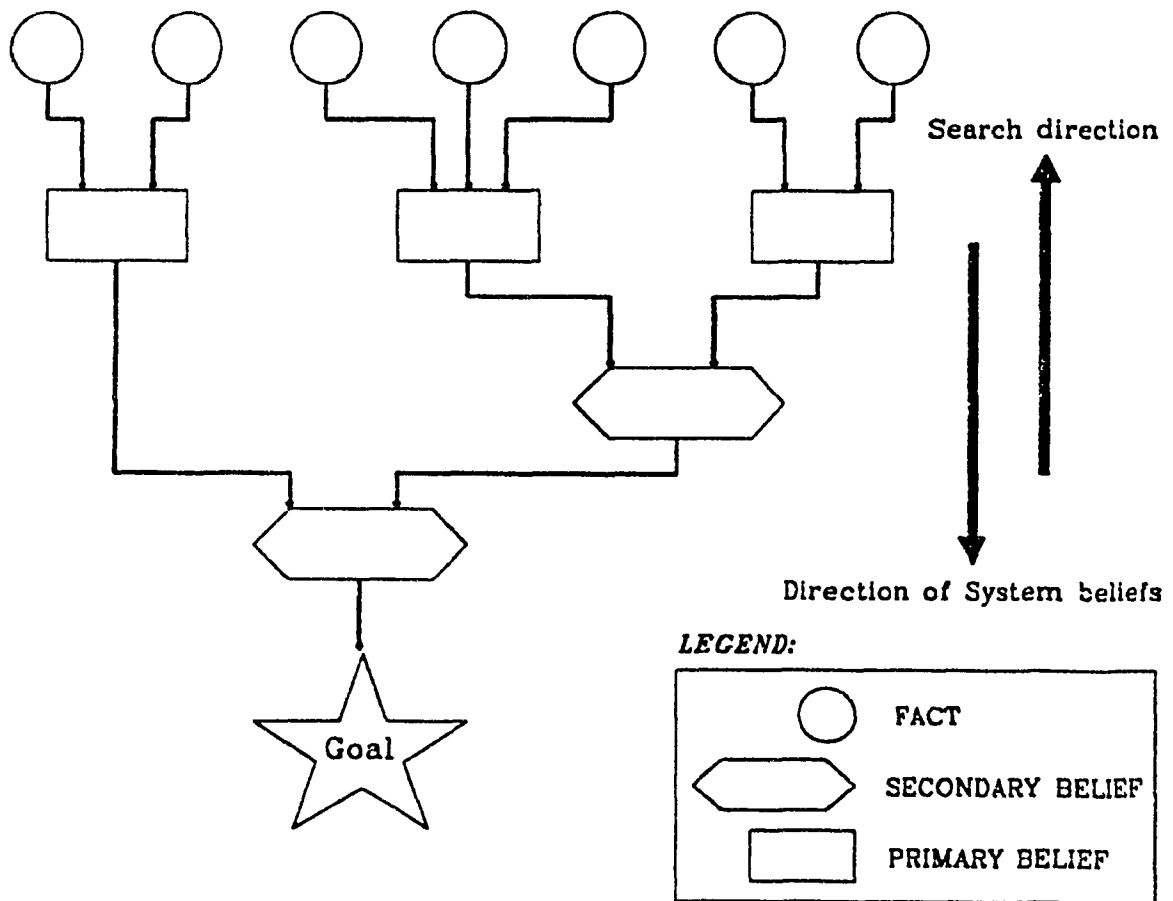 Search direction
Direction of System beliefs
LEGEND:
FACT
SECONDARY BELIEF
PRIMARY BELIEF
Goal